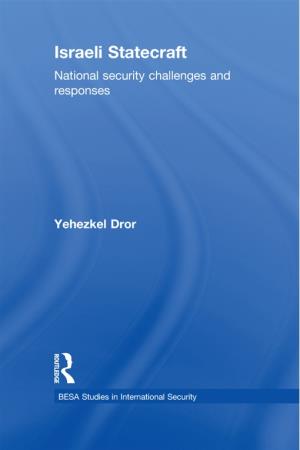 Israeli Statecraft
National security challenges and
responses
Yehezkel Dror
ROUTLEDGE
BESA Studies in International Security